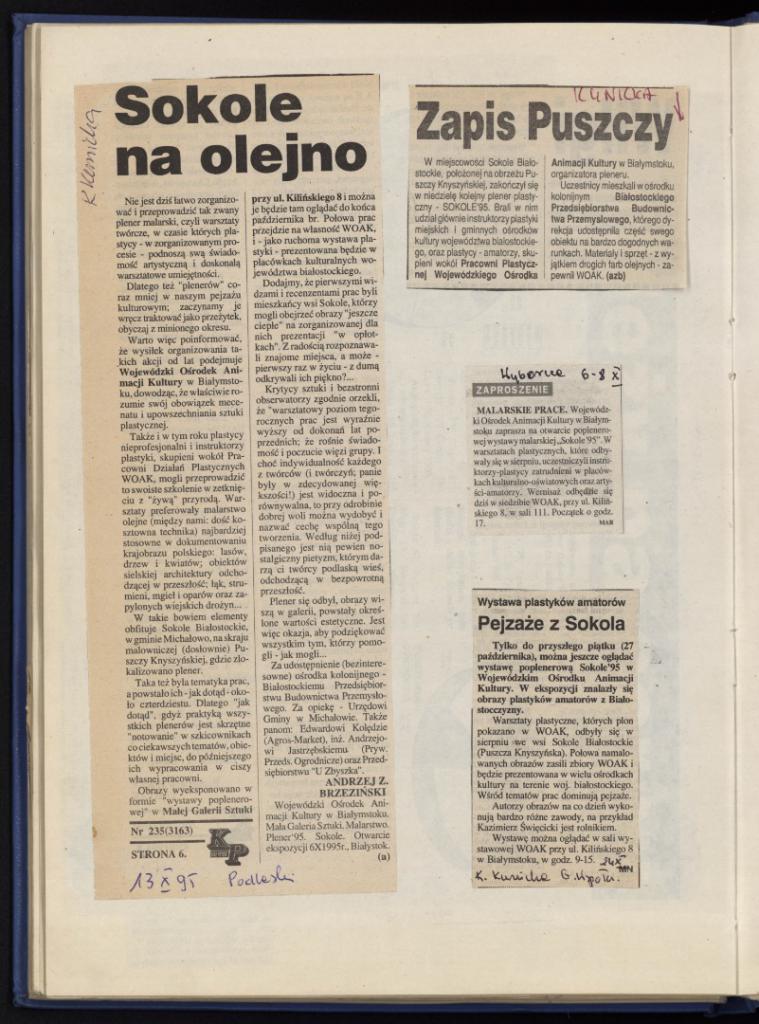 Sokole
na olejno
Nie jest dziś łatwo zorganizo-
wać i przeprowadzić tak zwany
plener malarski, czyli warsztaty
twórcze, w czasie których pla-
stycy - w zorganizowanym pro-
cesie - podnoszą swą świado-
mość artystyczną i doskonalą
warsztatowe umiejętności.
Dlatego też "plenerów" co-
raz mniej w naszym pejzażu
kulturowym; zaczynamy je
wręcz traktować jako przeżytek,
obyczaj z minionego okresu.
Warto więc poinformować,
że wysiłek organizowania ta-
kich akcji od lat podejmuje
Wojewódzki Ośrodek Ani-
macji Kultury w Białymsto-
ku, dowodząc, że właściwie ro-
zumie swój obowiązek mece-
natu i upowszechniania sztuki
plastycznej.
Także i w tym roku plastycy
nieprofesjonalni i instruktorzy
plastyki, skupieni wokół Pra-
cowni Działań Plastycznych
WOAK, mogli przeprowadzić
to swoiste szkolenie w zetknię-
ciu z "żywą" przyrodą. War-
sztaty preferowały malarstwo
olejne (między nami: dość ko-
sztowna technika) najbardziej
stosowne w dokumentowaniu
krajobrazu polskiego: lasów,
drzew i kwiatów; obiektów
sielskiej architektury odcho-
dzącej w przeszłość; łąk, stru-
mieni, mgieł i oparów oraz za-
pylonych wiejskich drożyn...
W takie bowiem elementy
obfituje Sokole Białostockie,
w gminie Michałowo, na skraju
malowniczej (dosłownie) Pu-
szczy Knyszyńskiej, gdzie zlo-
kalizowano plener.
Taka też była tematyka prac,
a powstało ich - jak dotąd - oko-
ło czterdziestu. Dlatego "jak
dotąd", gdyż praktyką wszy-
stkich plenerów jest skrzętne
"notowanie" w szkicownikach
co ciekawszych tematów, obie-
któw i miejsc, do późniejszego
ich wypracowania w ciszy
własnej pracowni.
Obrazy wyeksponowano w
formie "wystawy poplenero-
wej" w Małej Galerii Sztuki
Nr 235(3163)
STRONA 6.
KP
13 X 95 Podlaski
przy ul. Kilińskiego 8 i można
je będzie tam oglądać do końca
października br. Połowa prac
przejdzie na własność WOAK,
i - jako ruchoma wystawa pla-
styki - prezentowana będzie w
placówkach kulturalnych wo-
jewództwa białostockiego.
Dodajmy, że pierwszymi wi-
dzami i recenzentami prac byli
mieszkańcy wsi Sokole, którzy
mogli obejrzeć obrazy "jeszcze
ciepłe" na zorganizowanej dla
nich prezentacji "w opłot-
kach". Z radością rozpoznawa-
li znajome miejsca, a może -
pierwszy raz w życiu - z dumą
odkrywali ich piękno?...
Krytycy sztuki i bezstronni
obserwatorzy zgodnie orzekli,
że "warsztatowy poziom tego-
rocznych prac jest wyraźnie
wyższy od dokonań lat po-
przednich; że rośnie świado-
mość i poczucie więzi grupy. I
choć indywidualność każdego
z twórców (i twórczyń; panie
były w zdecydowanej wię-
kszości!) jest widoczna i po-
równywalna, to przy odrobinie
dobrej woli można wydobyć i
nazwać cechę wspólną tego
tworzenia. Według niżej pod-
pisanego jest nią pewien no-
stalgiczny pietyzm, którym da-
rzą ci twórcy podlaską wieś,
odchodzącą w bezpowrotną
przeszłość.
Plener się odbył, obrazy wi-
szą w galerii, powstały okreś-
lone wartości estetyczne. Jest
więc okazja, aby podziękować
wszystkim tym, którzy pomo-
gli - jak mogli...
Za udostępnienie (bezinter-
sowne) ośrodka kolonijnego -
Białostockiemu Przedsiębior-
stwu Budownictwa Przemysło-
wego. Za opiekę - Urzędowi
Gminy w Michałowie. Także
panom: Edwardowi Kolędzie
(Agros-Market), inż. Andrzejo-
wi Jastrzębskiemu (Pryw.
Przeds. Ogrodnicze) oraz Przed-
siębiorstwu "U Zbyszka".
ANDRZEJ Z.
BRZEZIŃSKI
Wojewódzki Ośrodek Ani-
macji Kultury w Białymstoku.
Mała Galeria Sztuki. Malarstwo.
Plener'95. Sokole. Otwarcie
ekspozycji 6X1995r., Białystok.
(a)
Zapis Puszczy
W miejscowości Sokole Biało-
stockie, położonej na obrzeżu Pu-
szczy Knyszyńskiej, zakończył się
w niedzielę kolejny plener plasty-
czny - SOKOLE'95. Brali w nim
udział głównie instruktorzy plastyki
miejskich i gminnych ośrodków
kultury województwa białostockie-
go, oraz plastycy - amatorzy, sku-
pieni wokół Pracowni Plastycz-
nej Wojewódzkiego Ośrodka
Animacji Kultury w Białymstoku,
organizatora pleneru.
Uczestnicy mieszkali w ośrodku
kolonijnym Białostockiego
Przedsiębiorstwa Budownic-
twa Przemysłowego, którego dy-
rekcja udostępniła część swego
obiektu na bardzo dogodnych wa-
runkach. Materiały i sprzęt - z wy-
jątkiem drogich farb olejnych - za-
pewnił WOAK. (azb)
6-8 X
ZAPROSZENIE
MALARSKIE PRACE. Wojewódz-
ki Ośrodek Animacji Kultury w Białym-
stoku zaprasza na otwarcie poplenero-
wej wystawy malarskiej „Sokole 95". W
warsztatach plastycznych, które odby-
wały się w sierpniu, uczestniczyli instru-
ktorzy-plastycy zatrudnieni w placów-
kach kulturalno-oświatowych oraz arty-
ści-amatorzy. Wernisaż odbędzie się
dziś w siedzibie WOAK, przy ul. Kiliń-
skiego 8, w sali 111. Początek o godz.
17. MAR
Wystawa plastyków amatorów
Pejzaże z Sokola
Tylko do przyszłego piątku (27
października), można jeszcze oglądać
wystawę poplenerową Sokole'95 w
Wojewódzkim Ośrodku Animacji
Kultury. W ekspozycji znalazły się
obrazy plastyków amatorów z Biało-
stocczyzny.
Warsztaty plastyczne, których plon
pokazano w WOAK, odbyły się w
sierpniu we wsi Sokole Białostockie
(Puszcza Knyszyńska). Połowa namalo-
wanych obrazów zasili zbiory WOAK i
będzie prezentowana w wielu ośrodkach
kultury na terenie woj. białostockiego.
Wśród tematów prac dominują pejzaże.
Autorzy obrazów na co dzień wykon-
ują bardzo różne zawody, na przykład
Kazimierz Święcicki jest rolnikiem.
Wystawę można oglądać w sali wy-
stawowej WOAK przy ul. Kilińskiego 8
w Białymstoku, w godz. 9-15.
MN